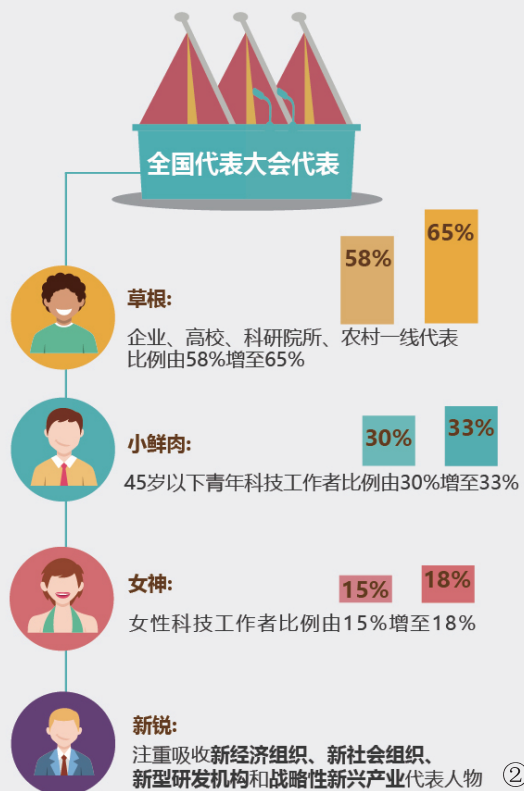 全国代表大会代表
58%
65%
草根:
企业、高校、科研院所、农村一线代表
比例由58%增至65%
30%
33%
小鲜肉:
45岁以下青年科技工作者比例由30%增至33%
15%
18%
女神:
女性科技工作者比例由15%增至18%
新锐:
注重吸收新经济组织、新社会组织、
新型研发机构和战略性新兴产业代表人物
②